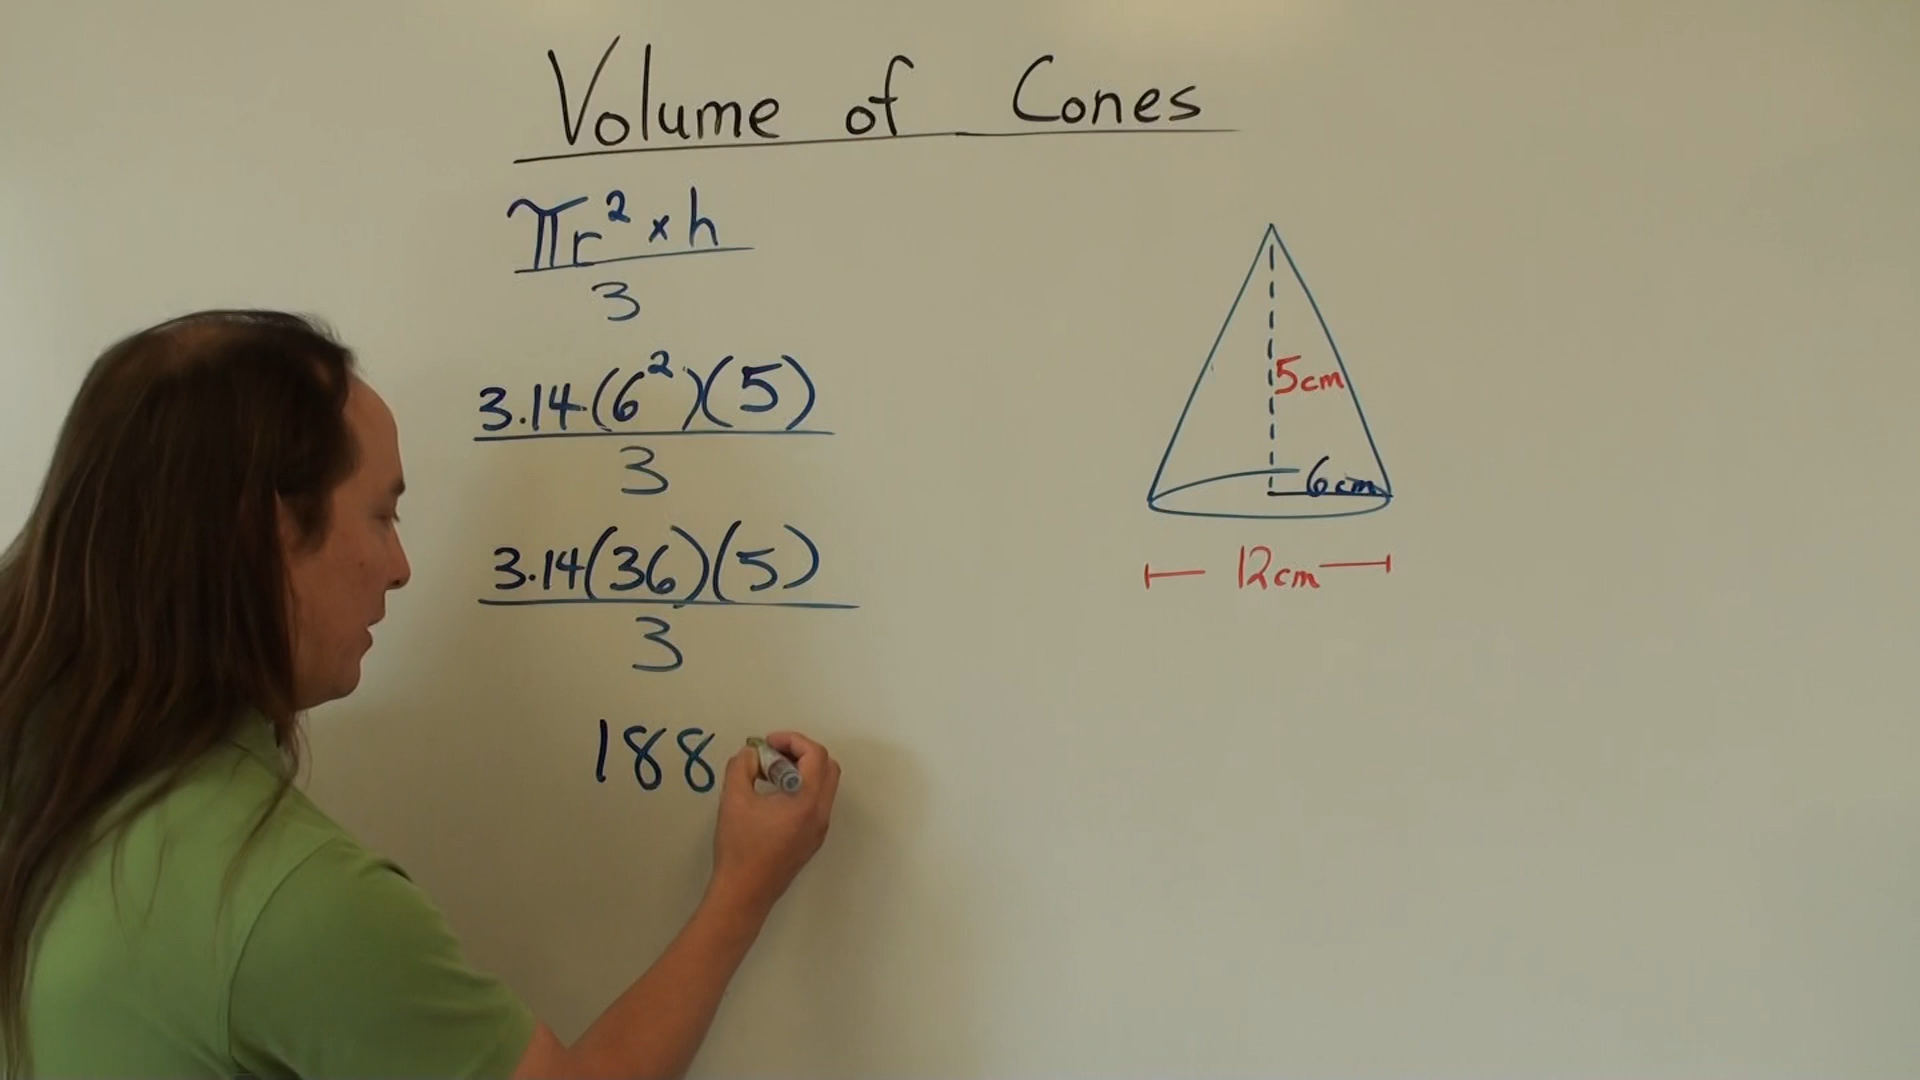 Volume of Cones
πr² × h
3
3.14(6²)(5)
3
3.14(36)(5)
3
188
5cm
6cm
12cm